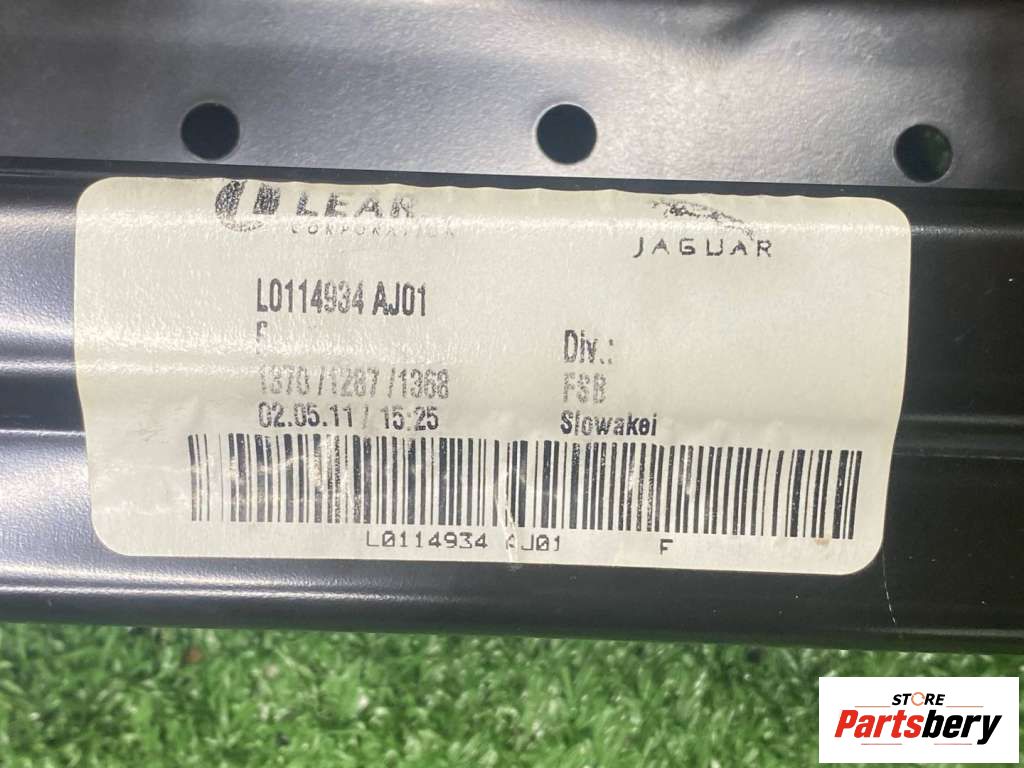 LEAR
CORPORATION
JAGUAR
L0114934 AJ01
F
Div.:
1370 /1287 /1368
FSB
02.05.11 / 15:25
Slowakei
L0114934 AJ01 F
STORE
Partsbery